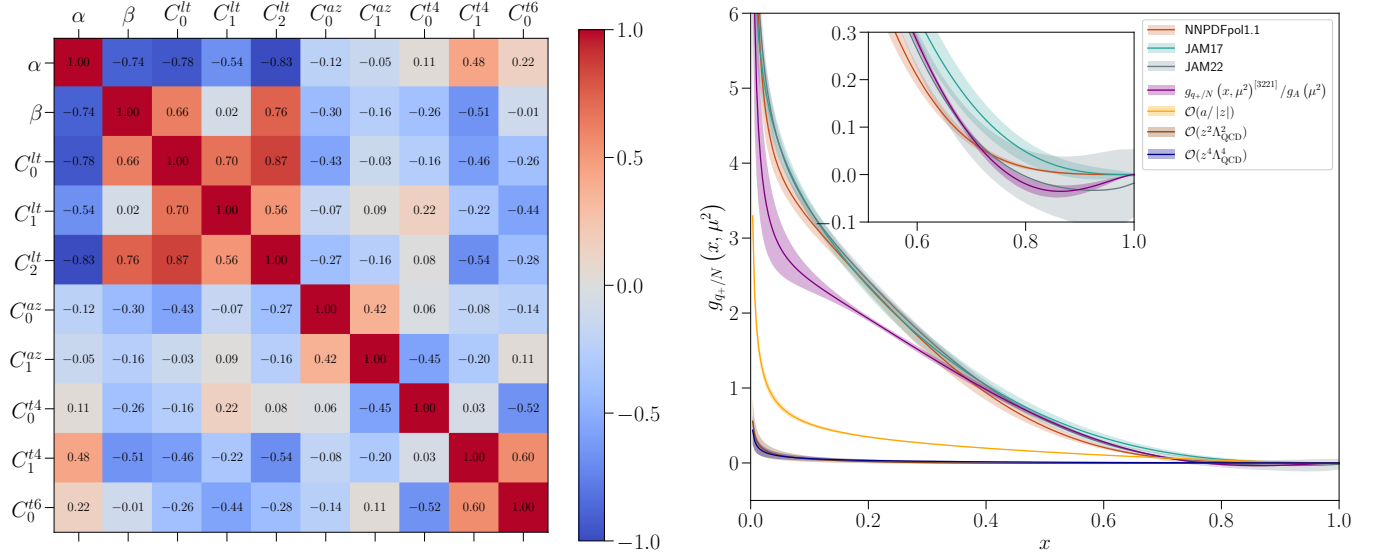 α β C_0^{lt} C_1^{lt} C_2^{lt} C_0^{az} C_1^{az} C_0^{t4} C_1^{t4} C_0^{t6}
α 1.00 −0.74 −0.78 −0.54 −0.83 −0.12 −0.05 0.11 0.48 0.22
β −0.74 1.00 0.66 0.02 0.76 −0.30 −0.16 −0.26 −0.51 −0.01
C_0^{lt} −0.78 0.66 1.00 0.70 0.87 −0.43 −0.03 −0.16 −0.46 −0.26
C_1^{lt} −0.54 0.02 0.70 1.00 0.56 −0.07 0.09 0.22 −0.22 −0.44
C_2^{lt} −0.83 0.76 0.87 0.56 1.00 −0.27 −0.16 0.08 −0.54 −0.28
C_0^{az} −0.12 −0.30 −0.43 −0.07 −0.27 1.00 0.42 0.06 −0.08 −0.14
C_1^{az} −0.05 −0.16 −0.03 0.09 −0.16 0.42 1.00 −0.45 −0.20 0.11
C_0^{t4} 0.11 −0.26 −0.16 0.22 0.08 0.06 −0.45 1.00 0.03 −0.52
C_1^{t4} 0.48 −0.51 −0.46 −0.22 −0.54 −0.08 −0.20 0.03 1.00 0.60
C_0^{t6} 0.22 −0.01 −0.26 −0.44 −0.28 −0.14 0.11 −0.52 0.60 1.00
1.0
0.5
0.0
−0.5
−1.0
g_{q_+/N} (x, μ²)
6
5
4
3
2
1
0
0.0 0.2 0.4 0.6 0.8 1.0
x
0.3
0.2
0.1
0.0
−0.1
0.6 0.8 1.0
NNPDFpol1.1
JAM17
JAM22
g_{q_+/N} (x, μ²)^{[3221]} / g_A (μ²)
𝒪(a/ |z|)
𝒪(z²Λ²_{QCD})
𝒪(z⁴Λ⁴_{QCD})